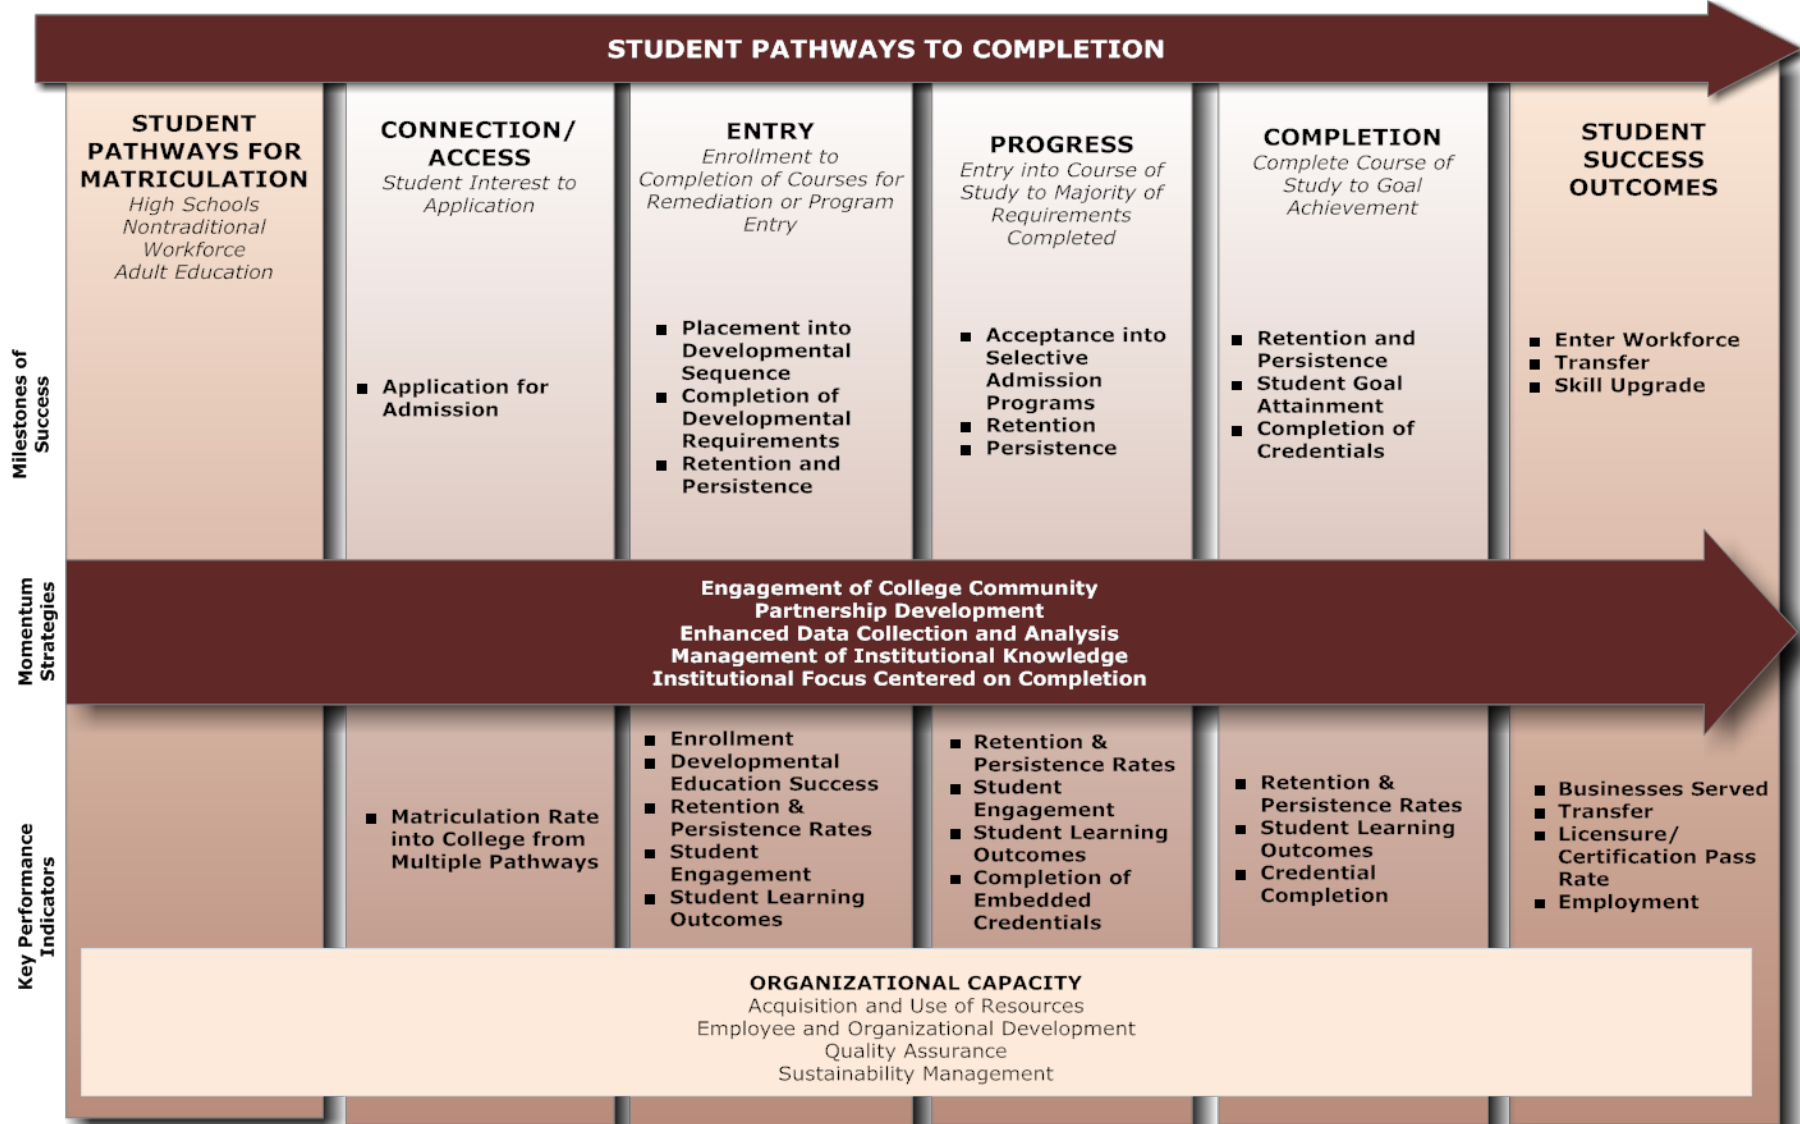 STUDENT PATHWAYS TO COMPLETION
STUDENT
PATHWAYS FOR
MATRICULATION
High Schools
Nontraditional
Workforce
Adult Education
CONNECTION/
ACCESS
Student Interest to
Application
ENTRY
Enrollment to
Completion of Courses for
Remediation or Program
Entry
PROGRESS
Entry into Course of
Study to Majority of
Requirements
Completed
COMPLETION
Complete Course of
Study to Goal
Achievement
STUDENT
SUCCESS
OUTCOMES
Milestones of
Success
■ Application for
Admission
■ Placement into
Developmental
Sequence
■ Completion of
Developmental
Requirements
■ Retention and
Persistence
■ Acceptance into
Selective
Admission
Programs
■ Retention
■ Persistence
■ Retention and
Persistence
■ Student Goal
Attainment
■ Completion of
Credentials
■ Enter Workforce
■ Transfer
■ Skill Upgrade
Momentum
Strategies
Engagement of College Community
Partnership Development
Enhanced Data Collection and Analysis
Management of Institutional Knowledge
Institutional Focus Centered on Completion
Key Performance
Indicators
■ Matriculation Rate
into College from
Multiple Pathways
■ Enrollment
■ Developmental
Education Success
■ Retention &
Persistence Rates
■ Student
Engagement
■ Student Learning
Outcomes
■ Retention &
Persistence Rates
■ Student
Engagement
■ Student Learning
Outcomes
■ Completion of
Embedded
Credentials
■ Retention &
Persistence Rates
■ Student Learning
Outcomes
■ Credential
Completion
■ Businesses Served
■ Transfer
■ Licensure/
Certification Pass
Rate
■ Employment
ORGANIZATIONAL CAPACITY
Acquisition and Use of Resources
Employee and Organizational Development
Quality Assurance
Sustainability Management